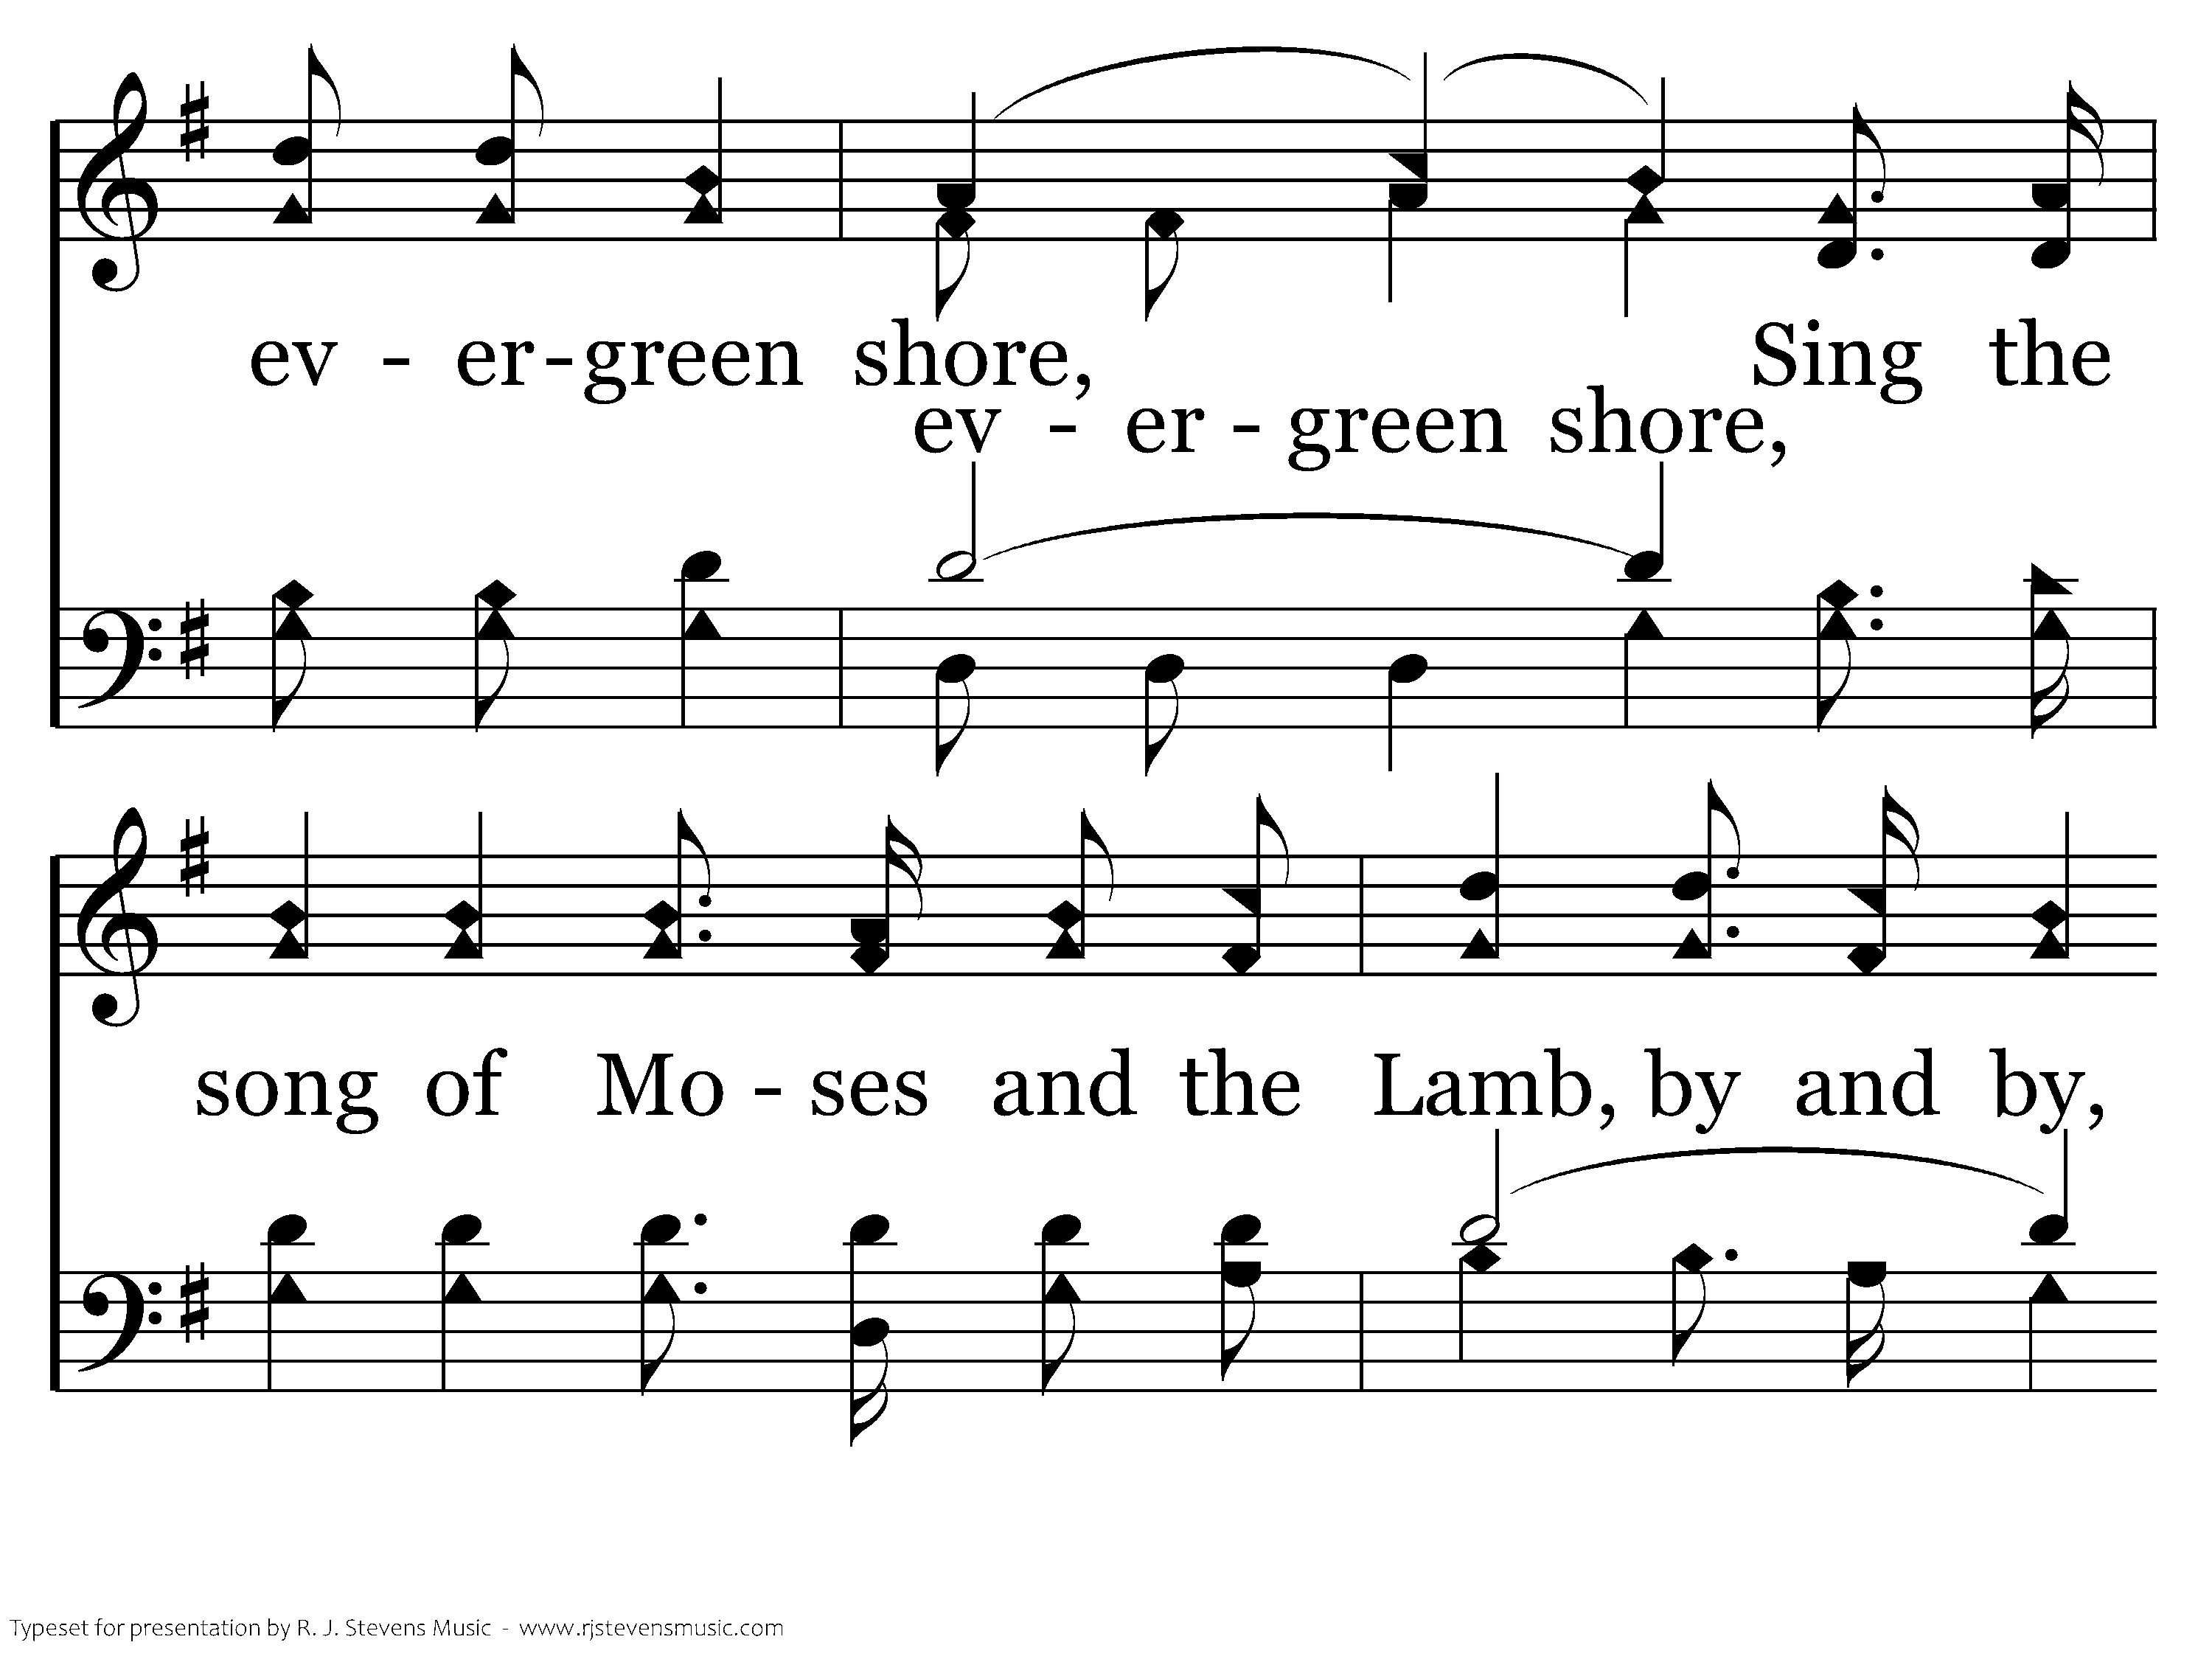 ev - er - green shore, Sing the
ev - er - green shore,
song of Mo - ses and the Lamb, by and by,
Typeset for presentation by R. J. Stevens Music - www.rjstevensmusic.com